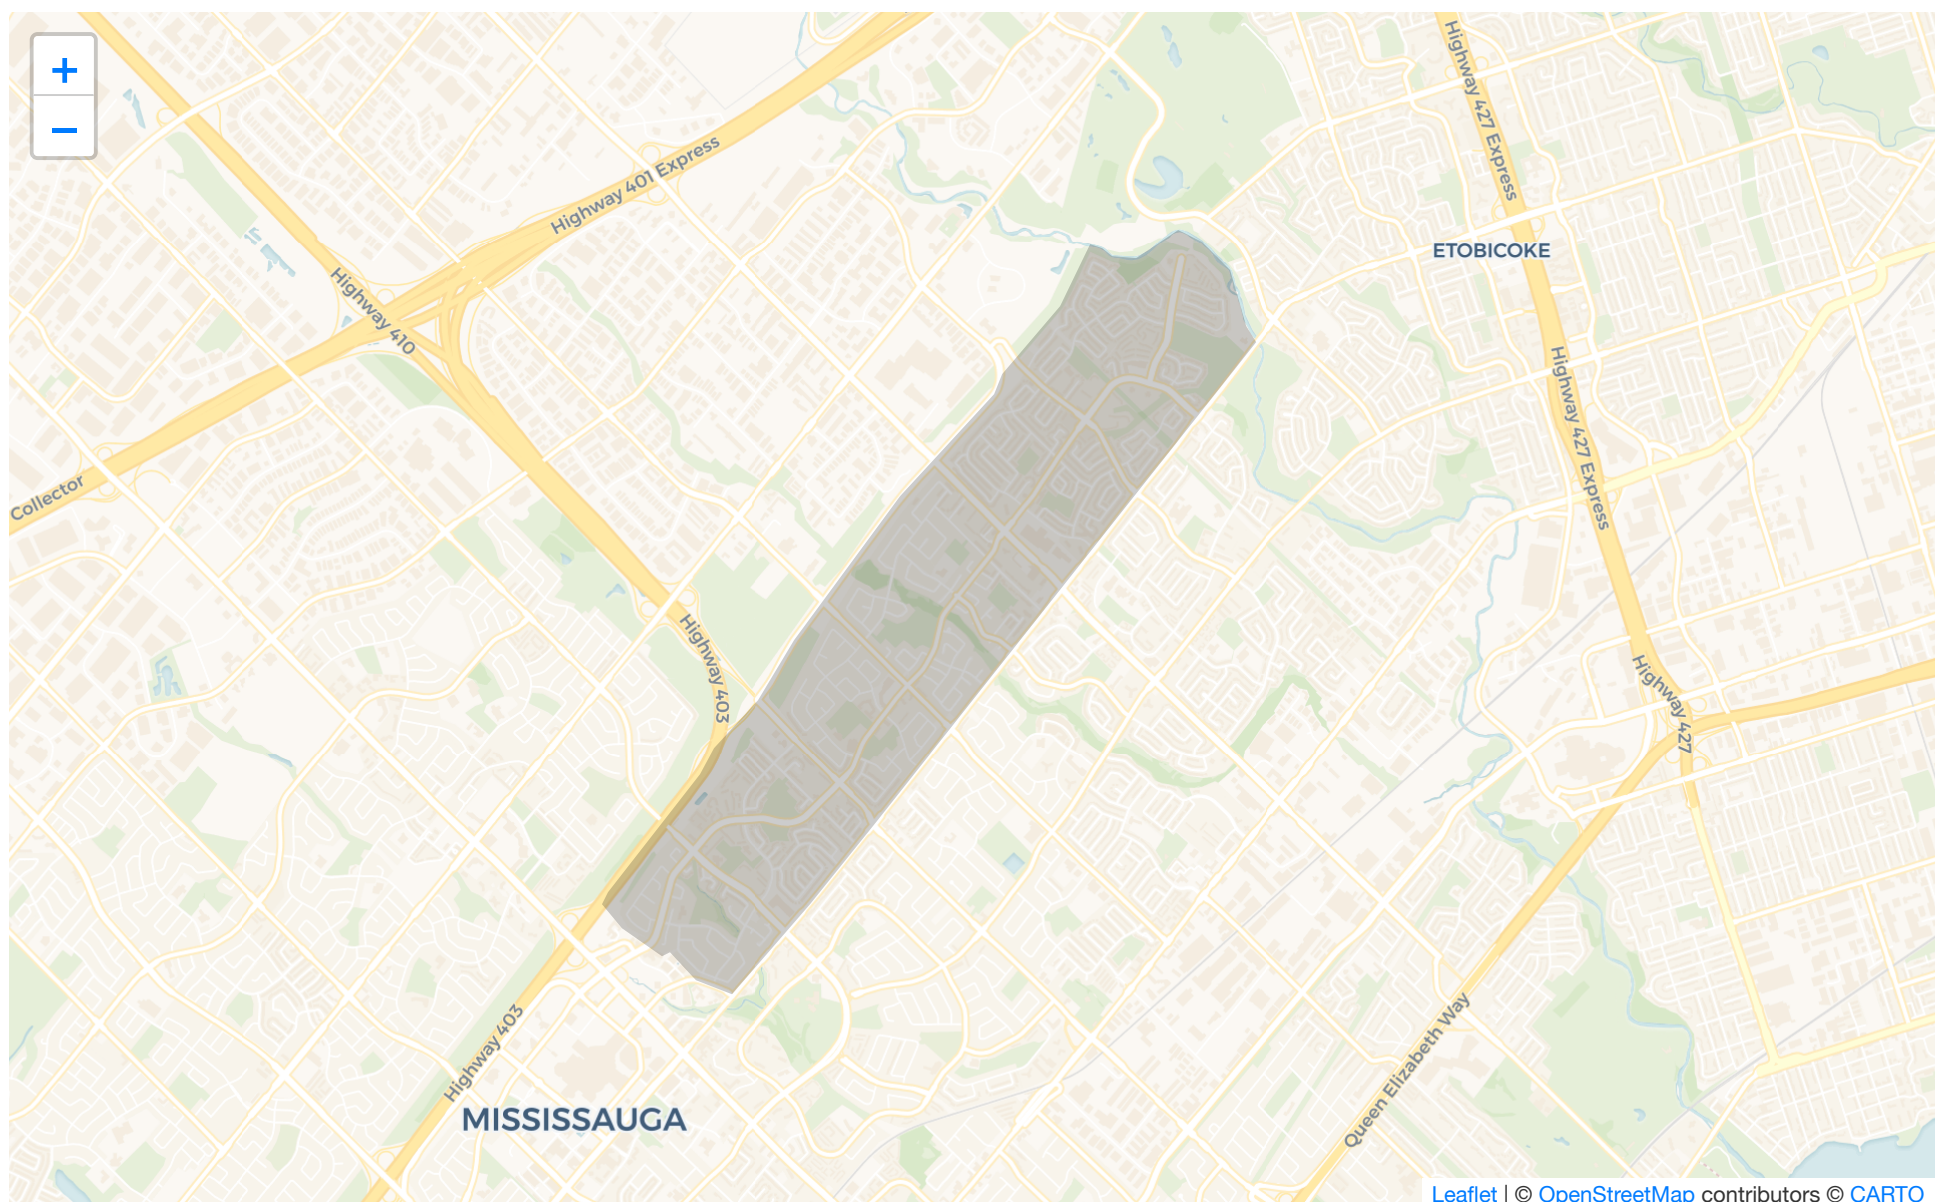 +
−
Highway 401 Express
Highway 427 Express
ETOBICOKE
Highway 410
Highway 427 Express
Collector
Highway 403
Highway 427
Highway 403
Queen Elizabeth Way
MISSISSAUGA
Leaflet | © OpenStreetMap contributors © CARTO